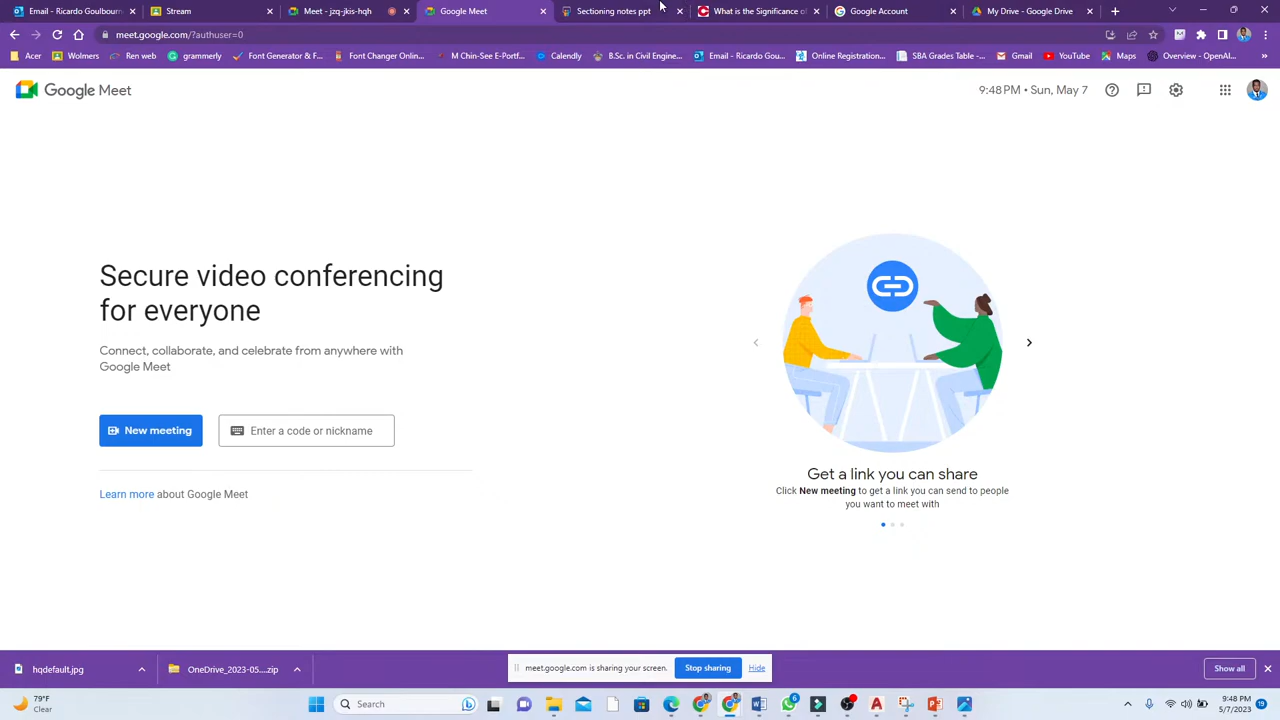 Email - Ricardo Goulbourn
Stream
Meet - jzq-jkis-hqh
Google Meet
Sectioning notes ppt
What is the Significance of
Google Account
My Drive - Google Drive
meet.google.com/?authuser=0
Acer
Wolmers
Ren web
grammerly
Font Generator & F...
Font Changer Onlin...
M Chin-See E-Portf...
Calendly
B.Sc. in Civil Engine...
Email - Ricardo Gou...
Online Registration...
SBA Grades Table -...
Gmail
YouTube
Maps
Overview - OpenAI...
»
Google Meet
9:48 PM • Sun, May 7
Secure video conferencing
for everyone
Connect, collaborate, and celebrate from anywhere with
Google Meet
New meeting
Enter a code or nickname
Learn more about Google Meet
Get a link you can share
Click New meeting to get a link you can send to people
you want to meet with
hqdefault.jpg
OneDrive_2023-05....zip
meet.google.com is sharing your screen.
Stop sharing
Hide
Show all
79°F
Clear
Search
6
9:48 PM
5/7/2023
19